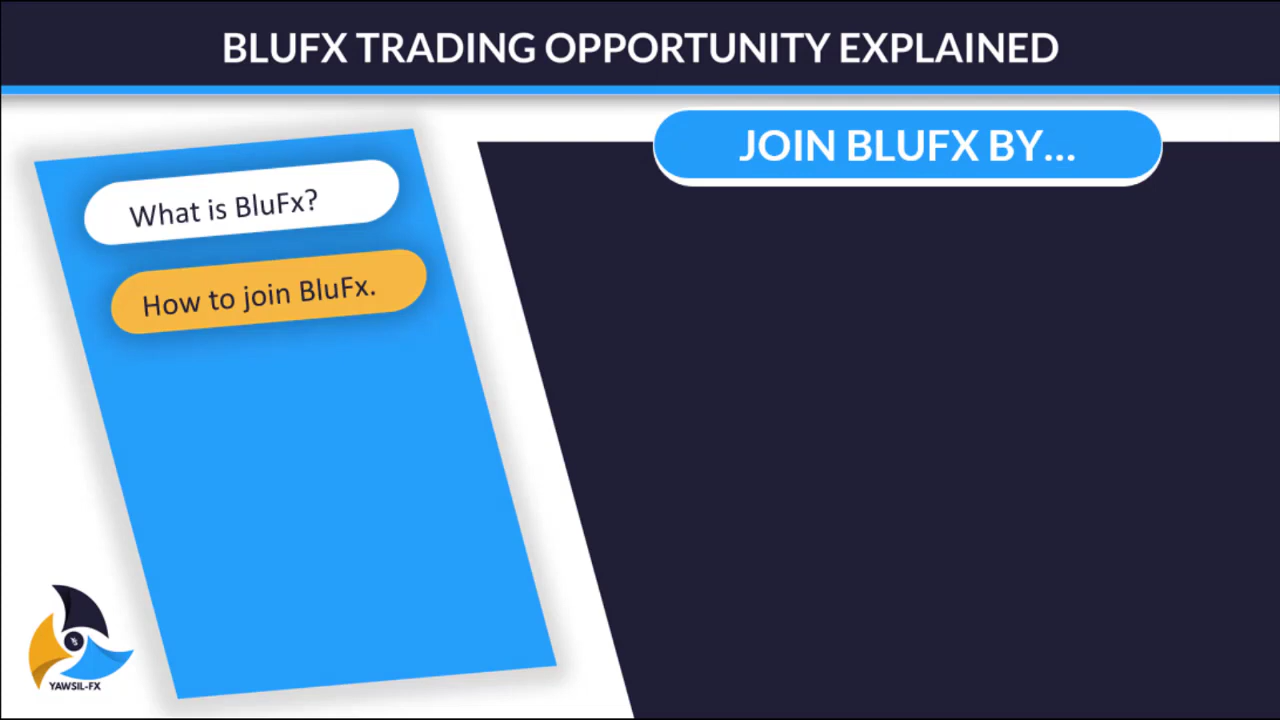 BLUFX TRADING OPPORTUNITY EXPLAINED
JOIN BLUFX BY...
What is BluFx?
How to join BluFx.
YAWSIL-FX